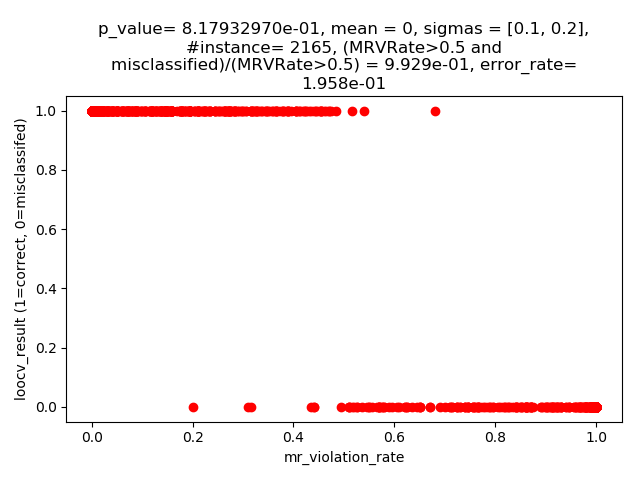 p_value= 8.17932970e-01, mean = 0, sigmas = [0.1, 0.2],
#instance= 2165, (MRVRate>0.5 and
misclassified)/(MRVRate>0.5) = 9.929e-01, error_rate=
1.958e-01
loocv_result (1=correct, 0=misclassifed)
1.0
0.8
0.6
0.4
0.2
0.0
0.0 0.2 0.4 0.6 0.8 1.0
mr_violation_rate